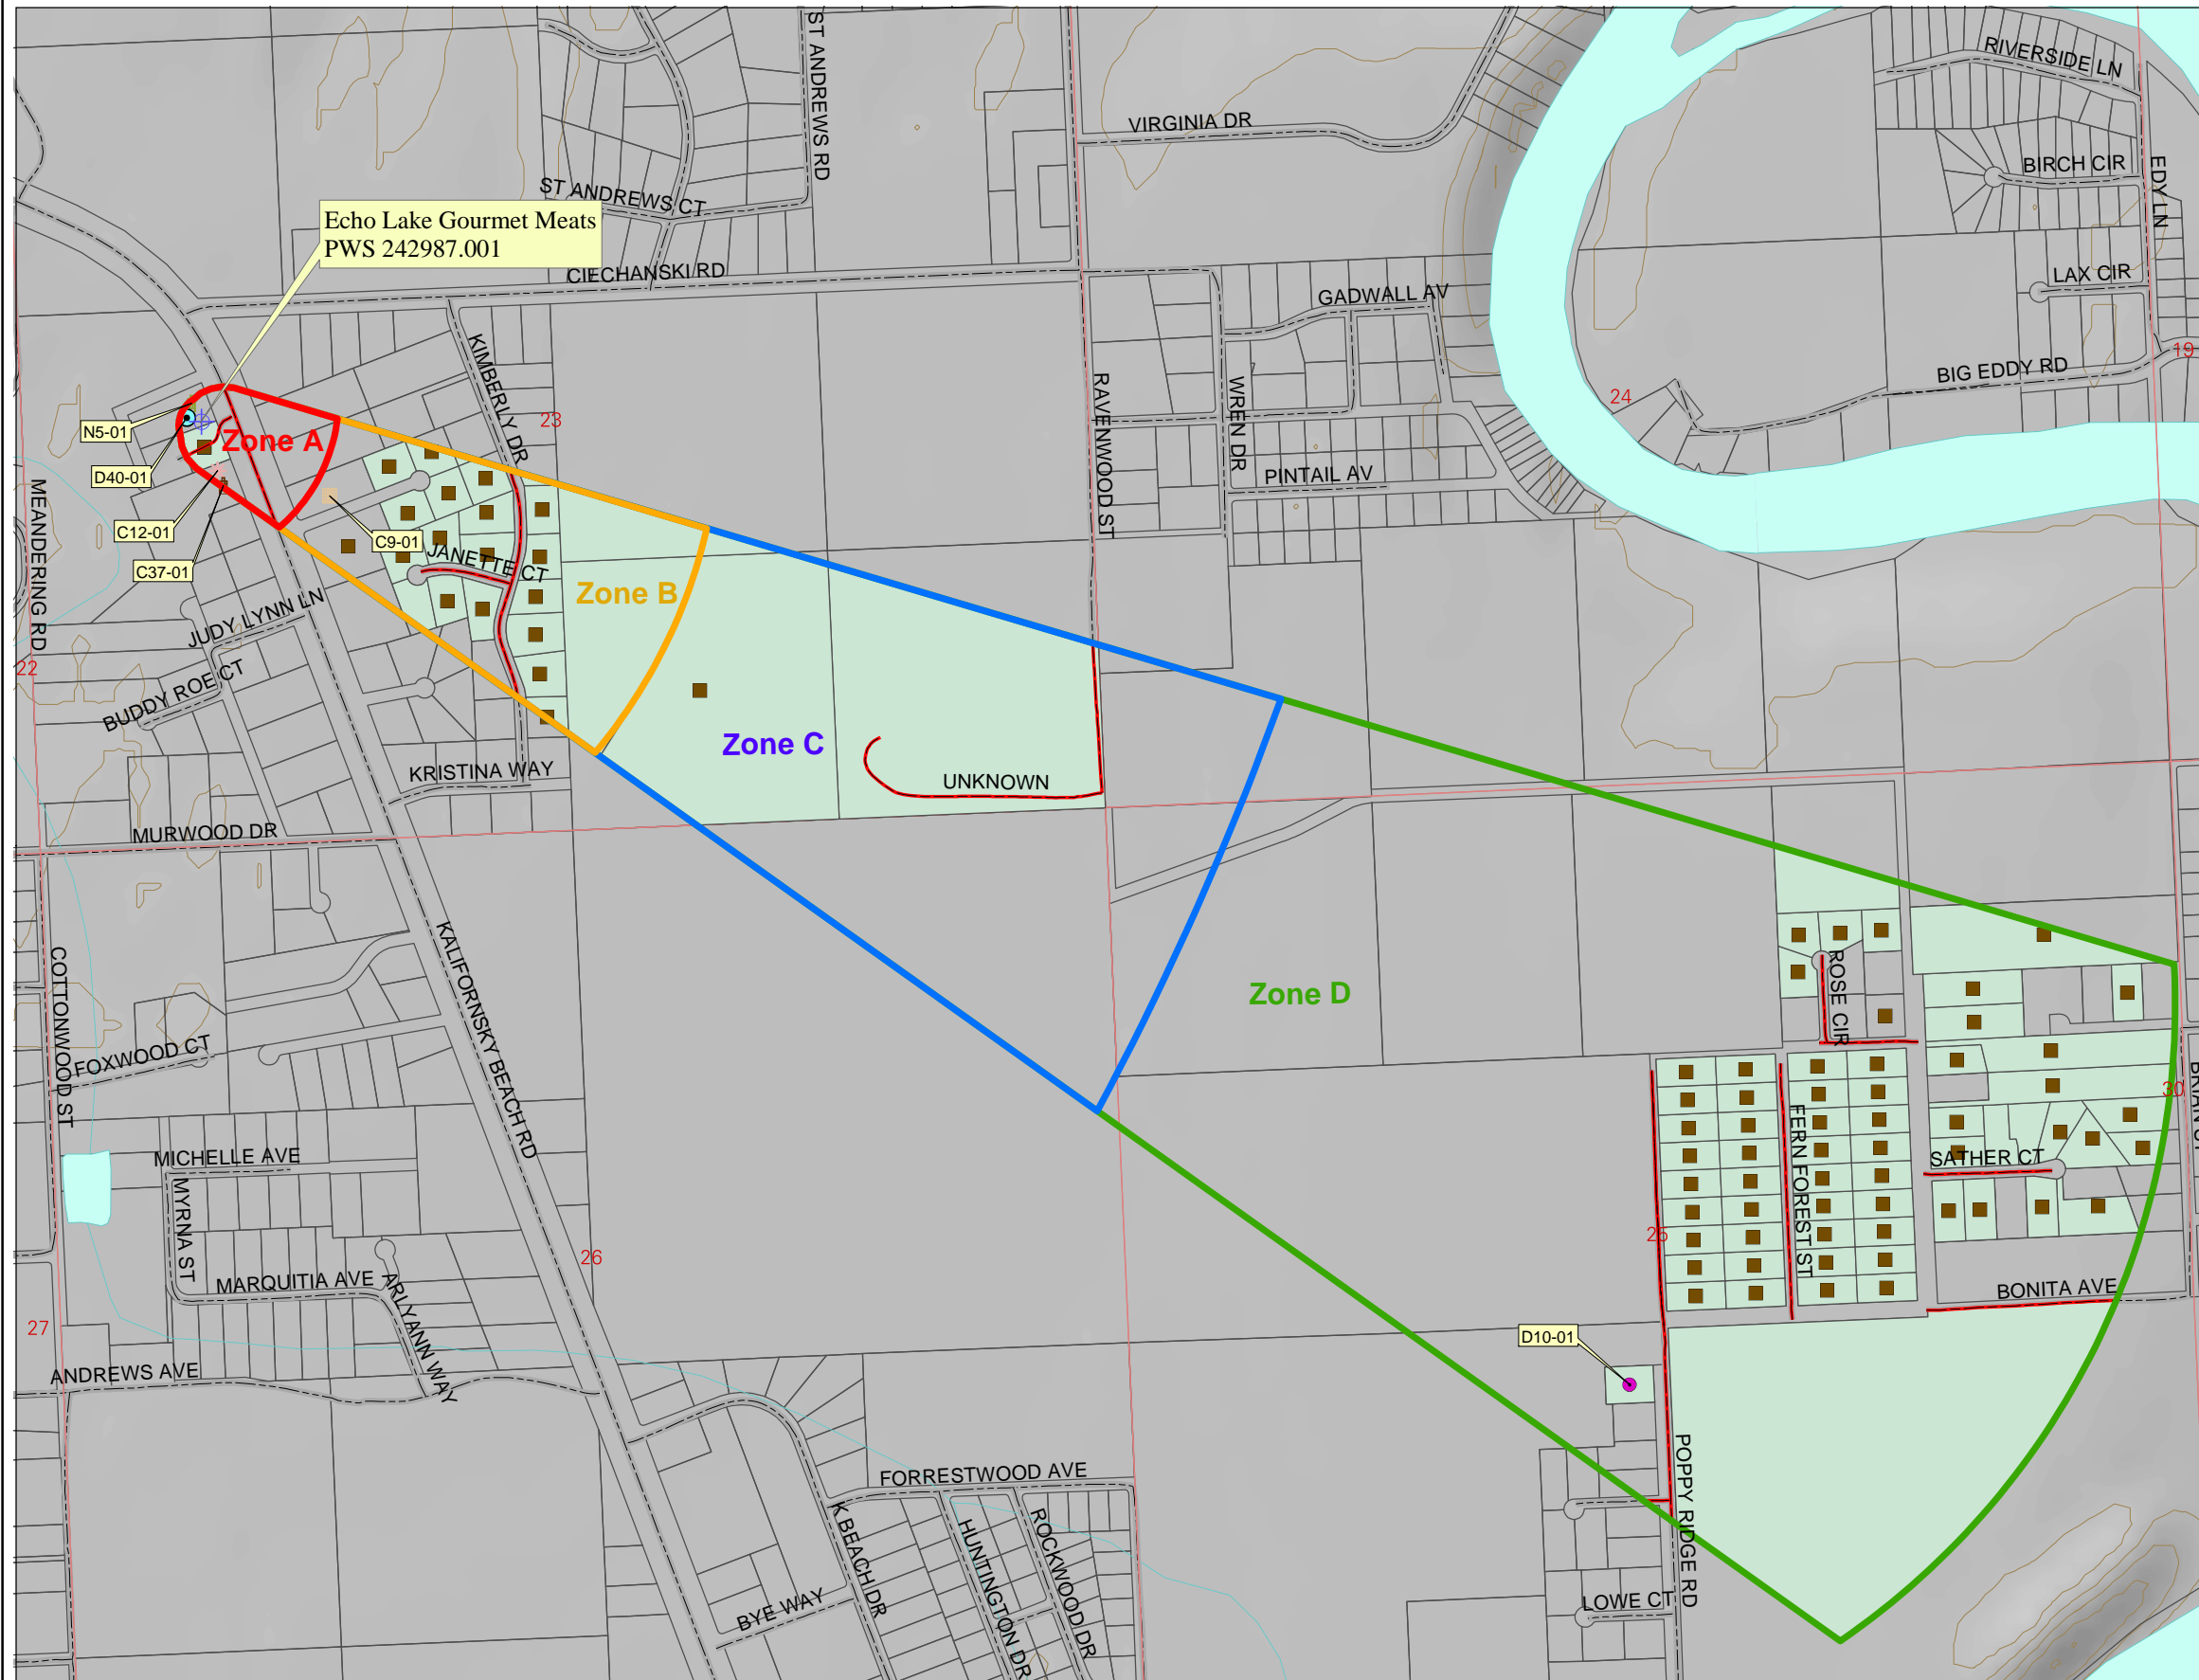 ST ANDREWS RD
RIVERSIDE LN
VIRGINIA DR
BIRCH CIR
EDY LN
ST ANDREWS CT
Echo Lake Gourmet Meats
PWS 242987.001
CIECHANSKI RD
LAX CIR
GADWALL AV
KIMBERLY DR
19
BIG EDDY RD
RAVENWOOD ST
WREN DR
24
23
N5-01
Zone A
D40-01
PINTAIL AV
MEANDERING RD
C12-01
C9-01
JANETTE CT
C37-01
Zone B
JUDY LYNN LN
22
BUDDY ROE CT
Zone C
KRISTINA WAY
UNKNOWN
MURWOOD DR
KALIFORNSKY BEACH RD
COTTONWOOD ST
ROSE CIR
Zone D
FOXWOOD CT
30
FERN FOREST ST
MICHELLE AVE
SATHER CT
MYRNA ST
25
26
MARQUITIA AVE
ARLYANN WAY
BONITA AVE
27
D10-01
ANDREWS AVE
POPPY RIDGE RD
FORRESTWOOD AVE
K BEACH DR
HUNTINGTON DR
ROCKWOOD DR
BYE WAY
LOWE CT